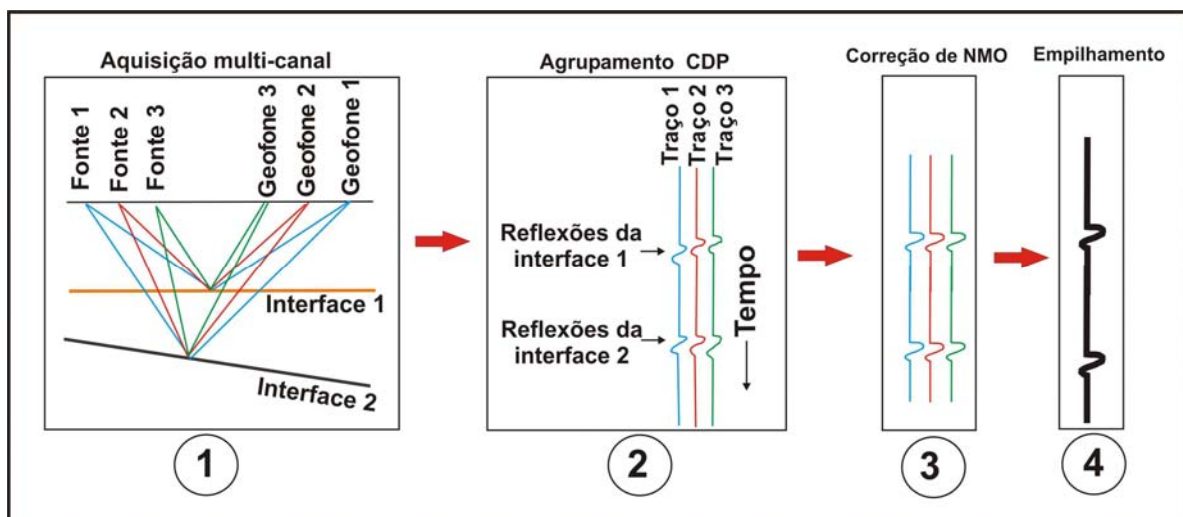 Aquisição multi-canal
Fonte 1
Fonte 2
Fonte 3
Geofone 3
Geofone 2
Geofone 1
Interface 1
Interface 2
1
Agrupamento CDP
Traço 1
Traço 2
Traço 3
Reflexões da
interface 1
Reflexões da
interface 2
Tempo
2
Correção de NMO
3
Empilhamento
4